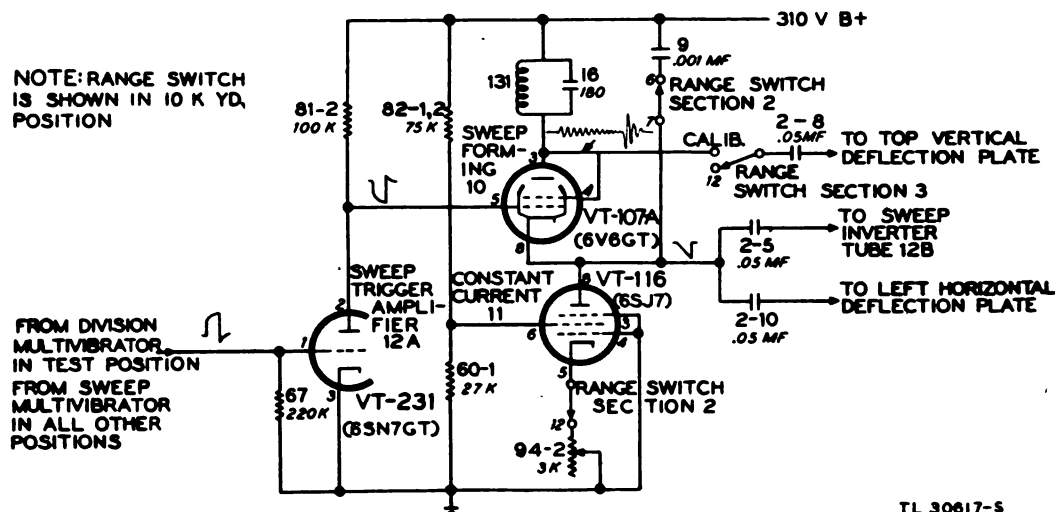 310 V B+
NOTE: RANGE SWITCH
IS SHOWN IN 10 K YD,
POSITION
9
.001 MF
6
RANGE SWITCH
SECTION 2
7
131
16
180
81-2
100 K
82-1,2
75 K
SWEEP
FORM-
ING
10
3
5
4
8
VT-107A
(6V6GT)
CALIB.
12
RANGE
SWITCH SECTION 3
2-8
.05MF
TO TOP VERTICAL
DEFLECTION PLATE
TO SWEEP
INVERTER
TUBE 12B
2-5
.05 MF
TO LEFT HORIZONTAL
DEFLECTION PLATE
2-10
.05 MF
SWEEP
TRIGGER
AMPLI-
FIER
12A
2
1
3
VT-231
(6SN7GT)
CONSTANT
CURRENT
11
VT-116
(6SJ7)
8
6
3
4
5
FROM DIVISION
MULTIVIBRATOR
IN TEST POSITION
FROM SWEEP
MULTIVIBRATOR
IN ALL OTHER
POSITIONS
67
220K
60-1
27 K
RANGE SWITCH
SECTION 2
12
94-2
3K
TL 30617-S